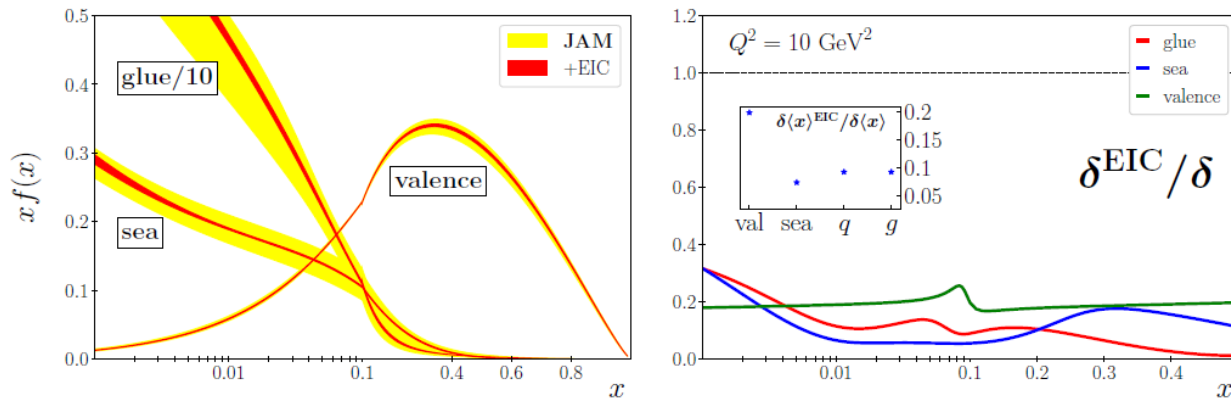 0.5
0.4
0.3
0.2
0.1
0.0
x f(x)
JAM
+EIC
glue/10
valence
sea
0.01
0.1
0.4
0.6
0.8
x
1.2
1.0
0.8
0.6
0.4
0.2
0.0
Q² = 10 GeV²
glue
sea
valence
δ⟨x⟩^EIC/δ⟨x⟩
0.2
0.15
0.1
0.05
val sea q g
δ^EIC/δ
0.01
0.1
0.2
0.3
0.4
x